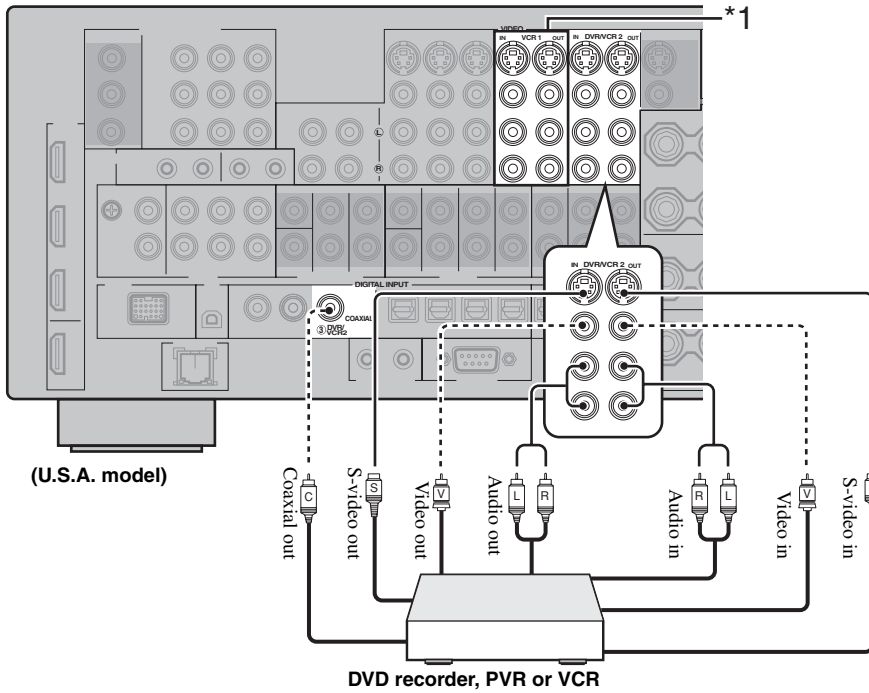 *1
VIDEO
IN VCR 1 OUT
IN DVR/VCR 2 OUT
L
R
DIGITAL INPUT
COAXIAL
③ DVR/
VCR2
IN DVR/VCR 2 OUT
(U.S.A. model)
Coaxial out
S-video out
Video out
Audio out
Audio in
Video in
S-video in
C
S
V
L
R
R
L
V
DVD recorder, PVR or VCR